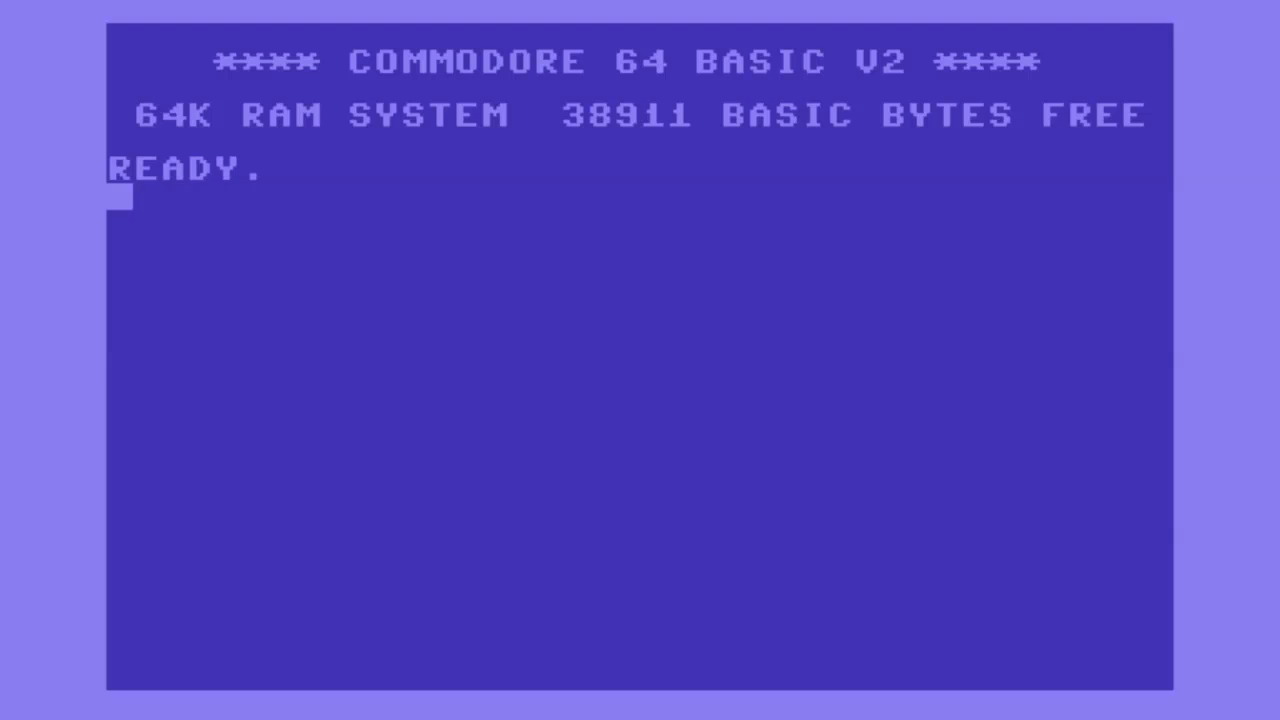 **** COMMODORE 64 BASIC V2 ****
64K RAM SYSTEM  38911 BASIC BYTES FREE
READY.